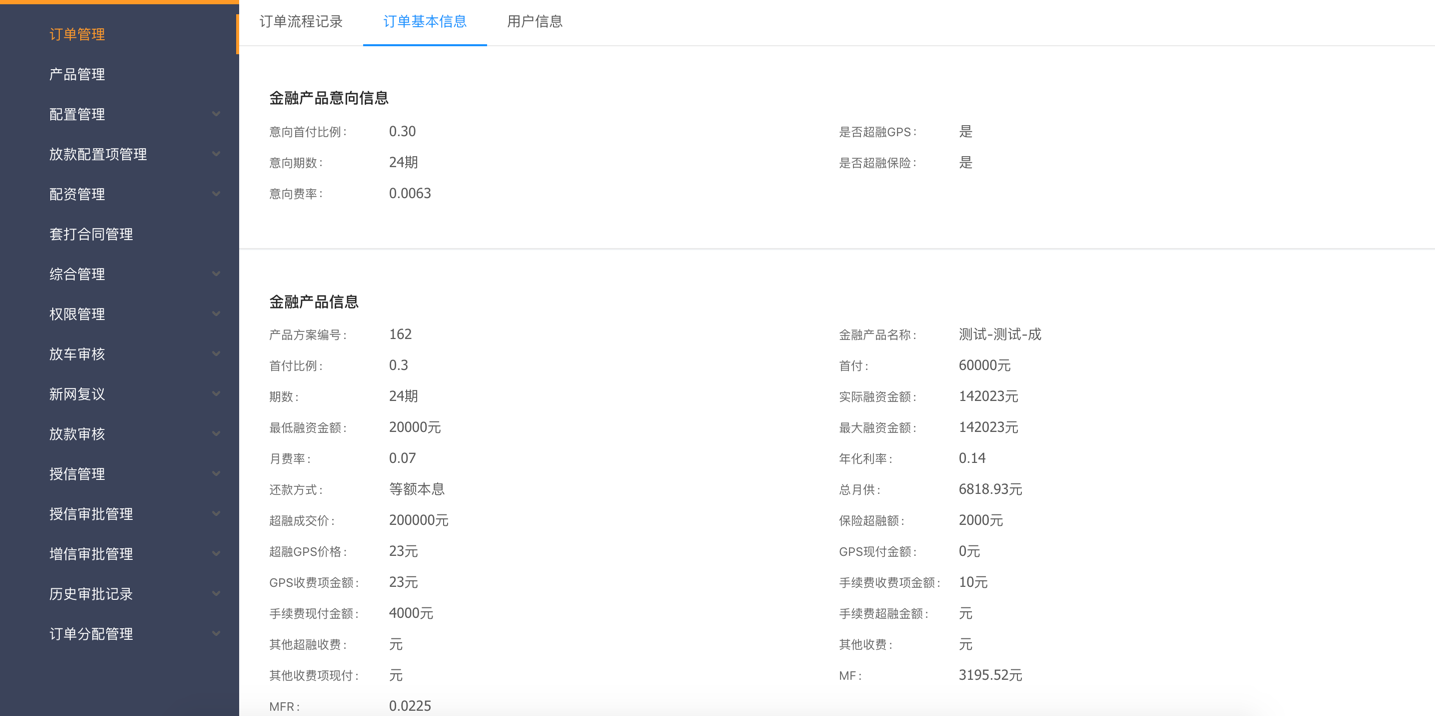 订单管理
产品管理
配置管理
放款配置项管理
配资管理
套打合同管理
综合管理
权限管理
放车审核
新网复议
放款审核
授信管理
授信审批管理
增信审批管理
历史审批记录
订单分配管理
订单流程记录 订单基本信息 用户信息
金融产品意向信息
意向首付比例: 0.30 是否超融GPS: 是
意向期数: 24期 是否超融保险: 是
意向费率: 0.0063
金融产品信息
产品方案编号: 162 金融产品名称: 测试-测试-成
首付比例: 0.3 首付: 60000元
期数: 24期 实际融资金额: 142023元
最低融资金额: 20000元 最大融资金额: 142023元
月费率: 0.07 年化利率: 0.14
还款方式: 等额本息 总月供: 6818.93元
超融成交价: 200000元 保险超融额: 2000元
超融GPS价格: 23元 GPS现付金额: 0元
GPS收费项金额: 23元 手续费收费项金额: 10元
手续费现付金额: 4000元 手续费超融金额: 元
其他超融收费: 元 其他收费: 元
其他收费项现付: 元 MF: 3195.52元
MFR: 0.0225